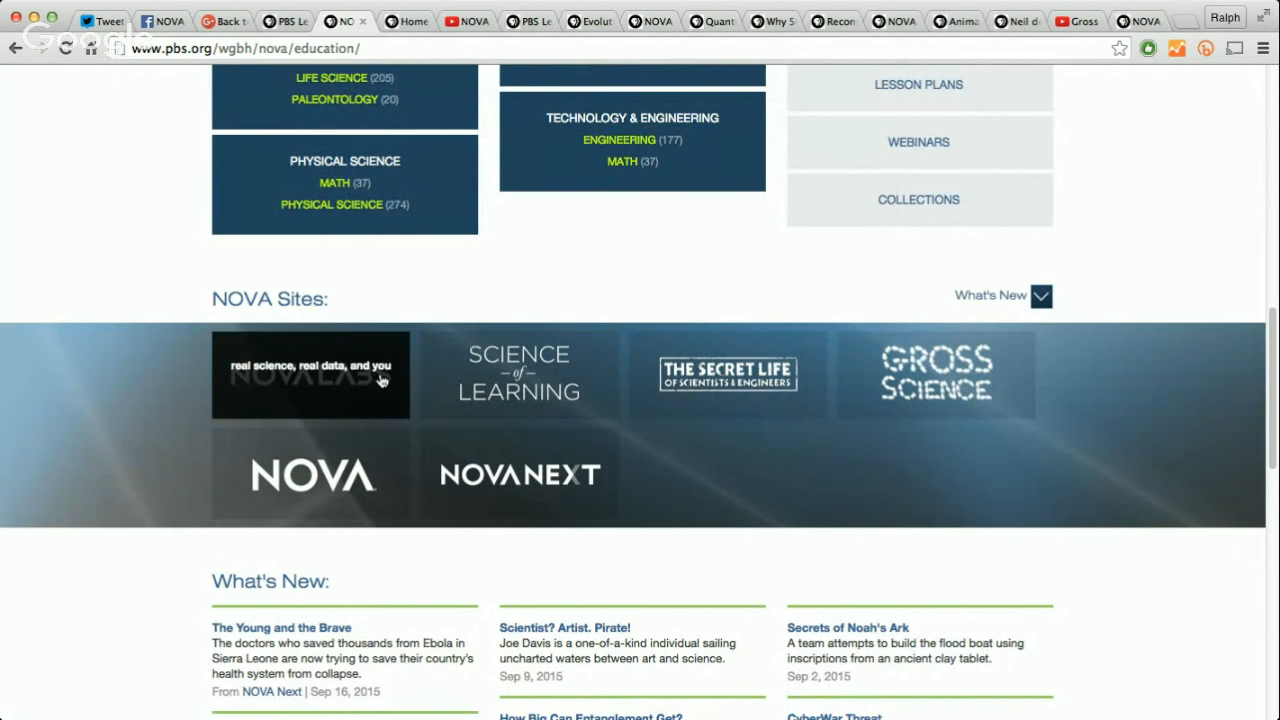 Tweet
NOVA
Back t
PBS Le
NO
Home
NOVA
PBS Le
Evolut
NOVA
Quant
Why S
Recon
NOVA
Anima
Neil d
Gross
NOVA
Ralph
Google
www.pbs.org/wgbh/nova/education/
LIFE SCIENCE (205)
PALEONTOLOGY (20)
PHYSICAL SCIENCE
MATH (37)
PHYSICAL SCIENCE (274)
TECHNOLOGY & ENGINEERING
ENGINEERING (177)
MATH (37)
LESSON PLANS
WEBINARS
COLLECTIONS
NOVA Sites:
What's New
real science, real data, and you
NOVALABS
SCIENCE
of
LEARNING
THE SECRET LIFE
OF SCIENTISTS & ENGINEERS
GROSS
SCIENCE
NOVA
NOVANEXT
What's New:
The Young and the Brave
The doctors who saved thousands from Ebola in
Sierra Leone are now trying to save their country's
health system from collapse.
From NOVA Next | Sep 16, 2015
Scientist? Artist. Pirate!
Joe Davis is a one-of-a-kind individual sailing
uncharted waters between art and science.
Sep 9, 2015
How Big Can Entanglement Get?
Secrets of Noah's Ark
A team attempts to build the flood boat using
inscriptions from an ancient clay tablet.
Sep 2, 2015
CyberWar Threat